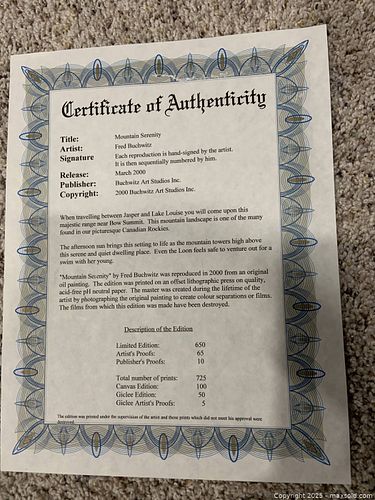 Certificate of Authenticity
Title: Mountain Serenity
Artist: Fred Buchwitz
Signature Each reproduction is hand-signed by the artist.
It is then sequentially numbered by him.
Release: March 2000
Publisher: Buchwitz Art Studios Inc.
Copyright: 2000 Buchwitz Art Studios Inc.
When travelling between Jasper and Lake Louise you will come upon this
majestic range near Bow Summit. This mountain landscape is one of the many
found in our picturesque Canadian Rockies.
The afternoon sun brings this setting to life as the mountain towers high above
this serene and quiet dwelling place. Even the Loon feels safe to venture out for a
swim with her young.
"Mountain Serenity" by Fred Buchwitz was reproduced in 2000 from an original
oil painting. The edition was printed on an offset lithographic press on quality,
acid-free pH neutral paper. The master was created during the lifetime of the
artist by photographing the original painting to create colour separations or films.
The films from which this edition was made have been destroyed.
Description of the Edition
Limited Edition: 650
Artist's Proofs: 65
Publisher's Proofs: 10
Total number of prints: 725
Canvas Edition: 100
Giclee Edition: 50
Giclee Artist's Proofs: 5
The edition was printed under the supervision of the artist and those prints which did not meet his approval were
destroyed.
Copyright 2025 - maxsold.com